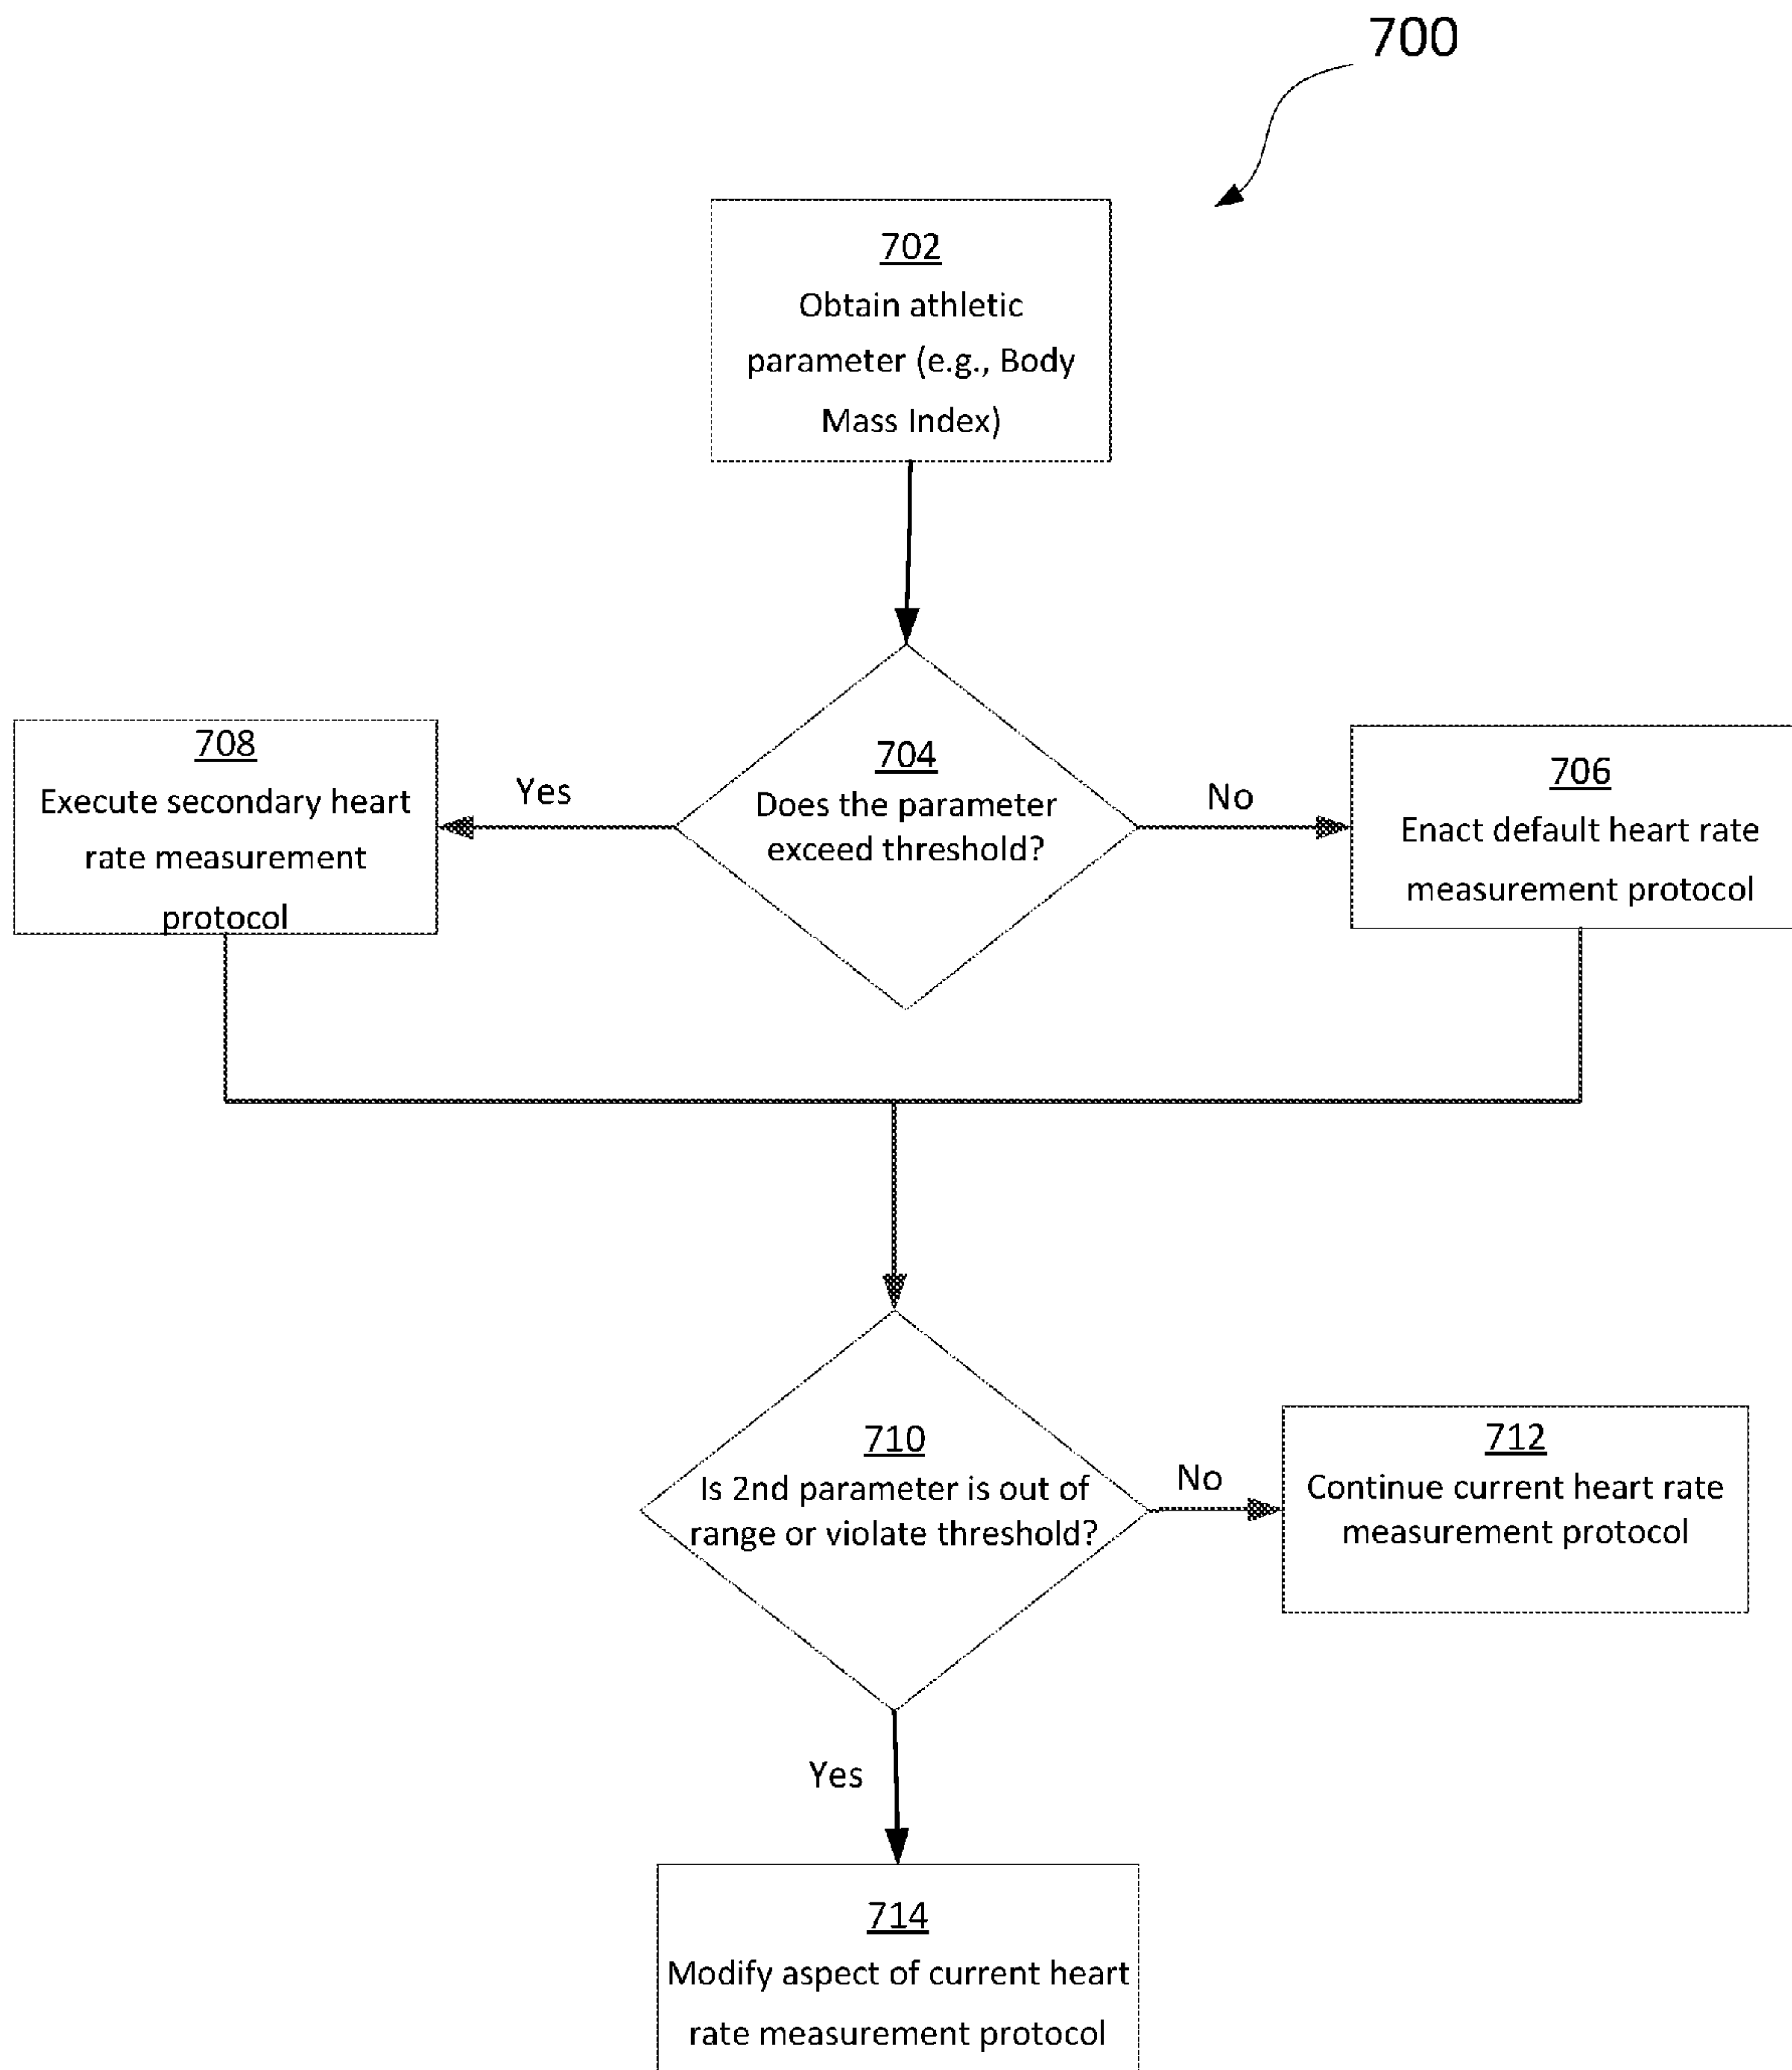 700
702
Obtain athletic
parameter (e.g., Body
Mass Index)
708
Execute secondary heart
rate measurement
protocol
Yes
704
Does the parameter
exceed threshold?
No
706
Enact default heart rate
measurement protocol
710
Is 2nd parameter is out of
range or violate threshold?
No
712
Continue current heart rate
measurement protocol
Yes
714
Modify aspect of current heart
rate measurement protocol